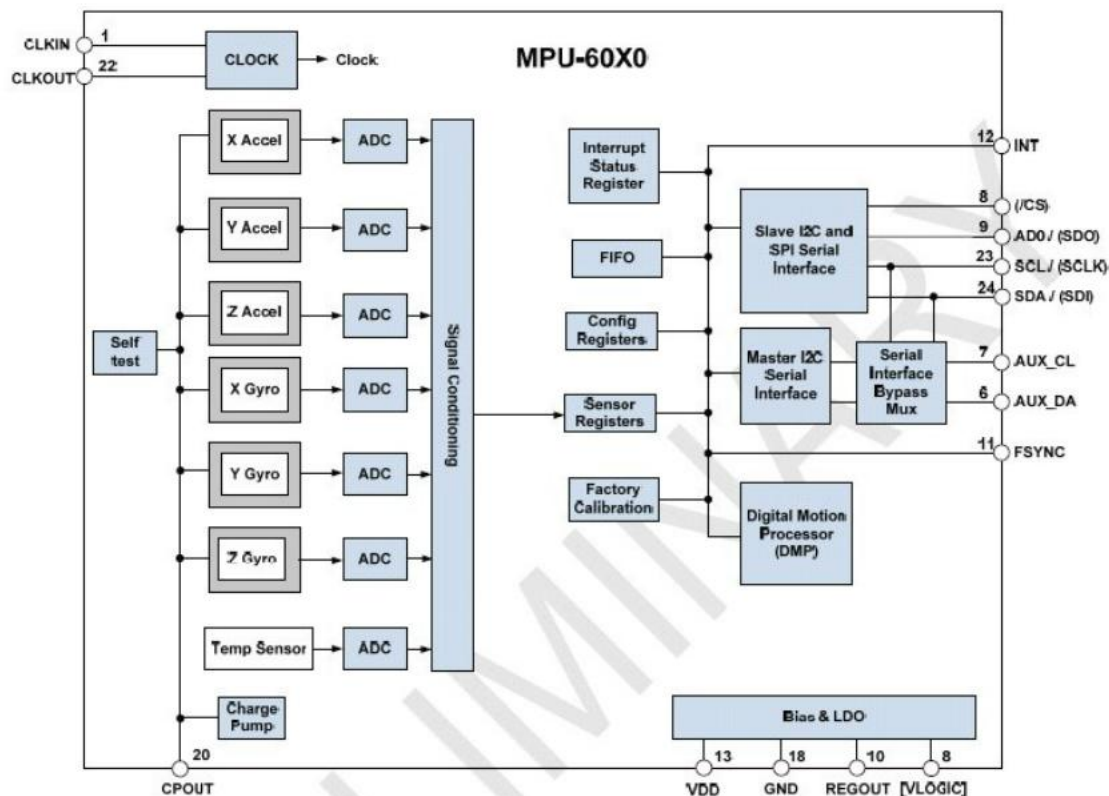 MPU-60X0
CLKIN
1
CLKOUT
22
CLOCK
Clock
X Accel
ADC
Y Accel
ADC
Z Accel
ADC
Self
test
X Gyro
ADC
Y Gyro
ADC
Z Gyro
ADC
Temp Sensor
ADC
Charge
Pump
20
CPOUT
Signal Conditioning
Interrupt
Status
Register
FIFO
Config
Registers
Sensor
Registers
Factory
Calibration
Slave I2C and
SPI Serial
Interface
Master I2C
Serial
Interface
Serial
Interface
Bypass
Mux
Digital Motion
Processor
(DMP)
12
INT
8
(/CS)
9
AD0 / (SDO)
23
SCL / (SCLK)
24
SDA / (SDI)
7
AUX_CL
6
AUX_DA
11
FSYNC
Bias & LDO
13
VDD
18
GND
10
REGOUT
8
[VLOGIC]
LIMINARY